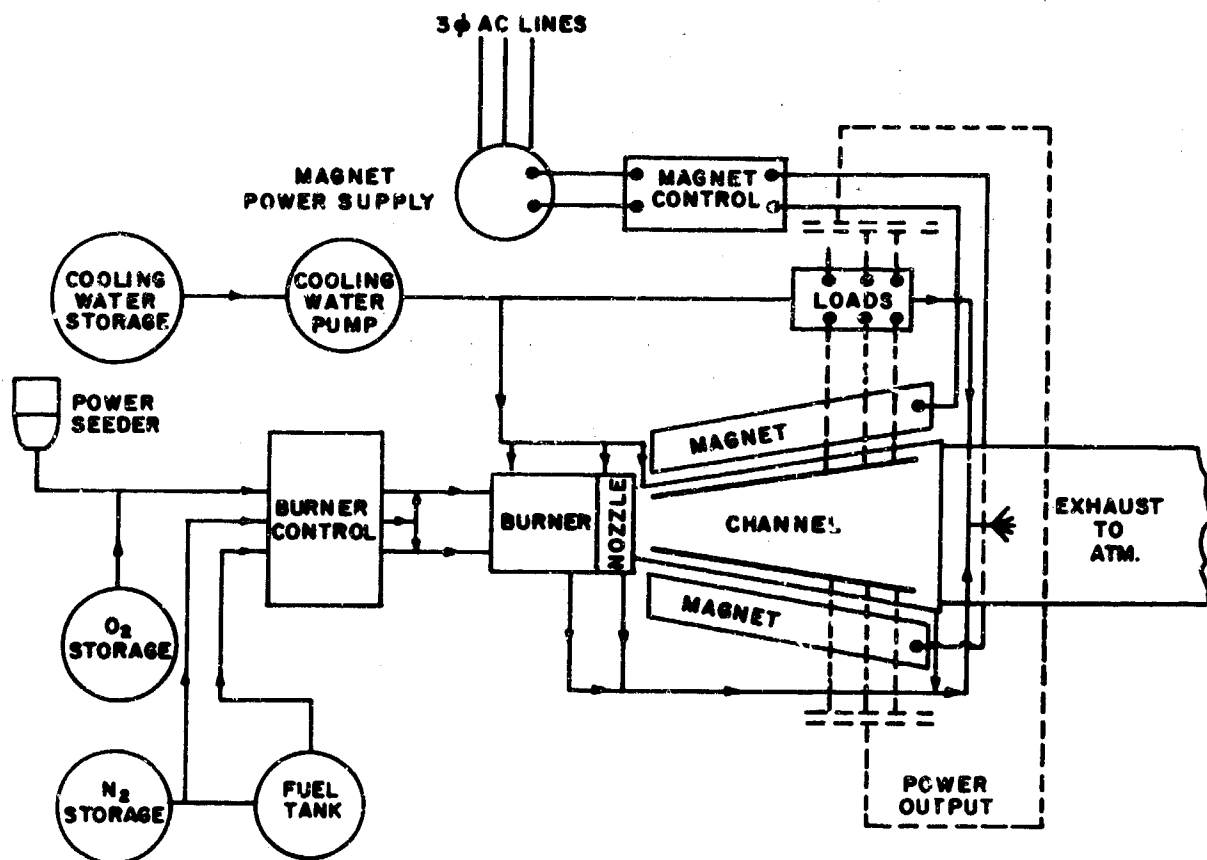 3ϕ AC LINES
MAGNET
POWER SUPPLY
MAGNET
CONTROL
COOLING
WATER
STORAGE
COOLING
WATER
PUMP
LOADS
POWER
SEEDER
MAGNET
BURNER
CONTROL
BURNER
NOZZLE
CHANNEL
EXHAUST
TO
ATM.
MAGNET
O₂
STORAGE
N₂
STORAGE
FUEL
TANK
POWER
OUTPUT